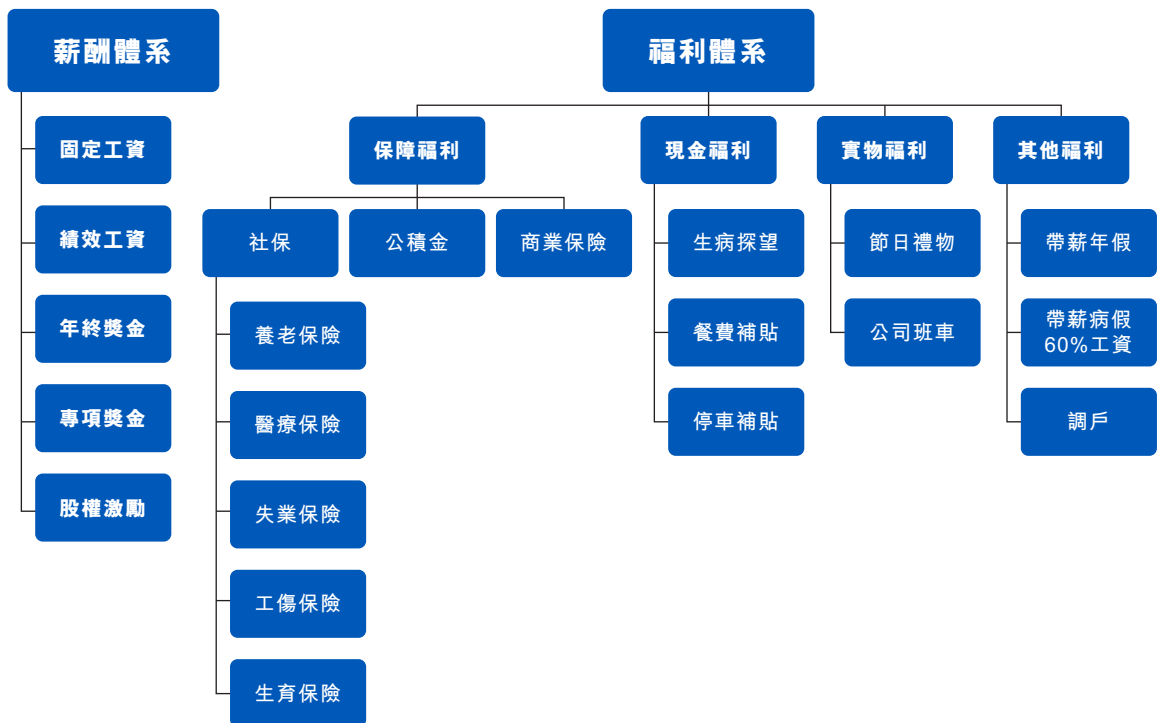 薪酬體系
固定工資
績效工資
年終獎金
專項獎金
股權激勵
福利體系
保障福利
社保
養老保險
醫療保險
失業保險
工傷保險
生育保險
公積金
商業保險
現金福利
生病探望
餐費補貼
停車補貼
實物福利
節日禮物
公司班車
其他福利
帶薪年假
帶薪病假
60%工資
調戶